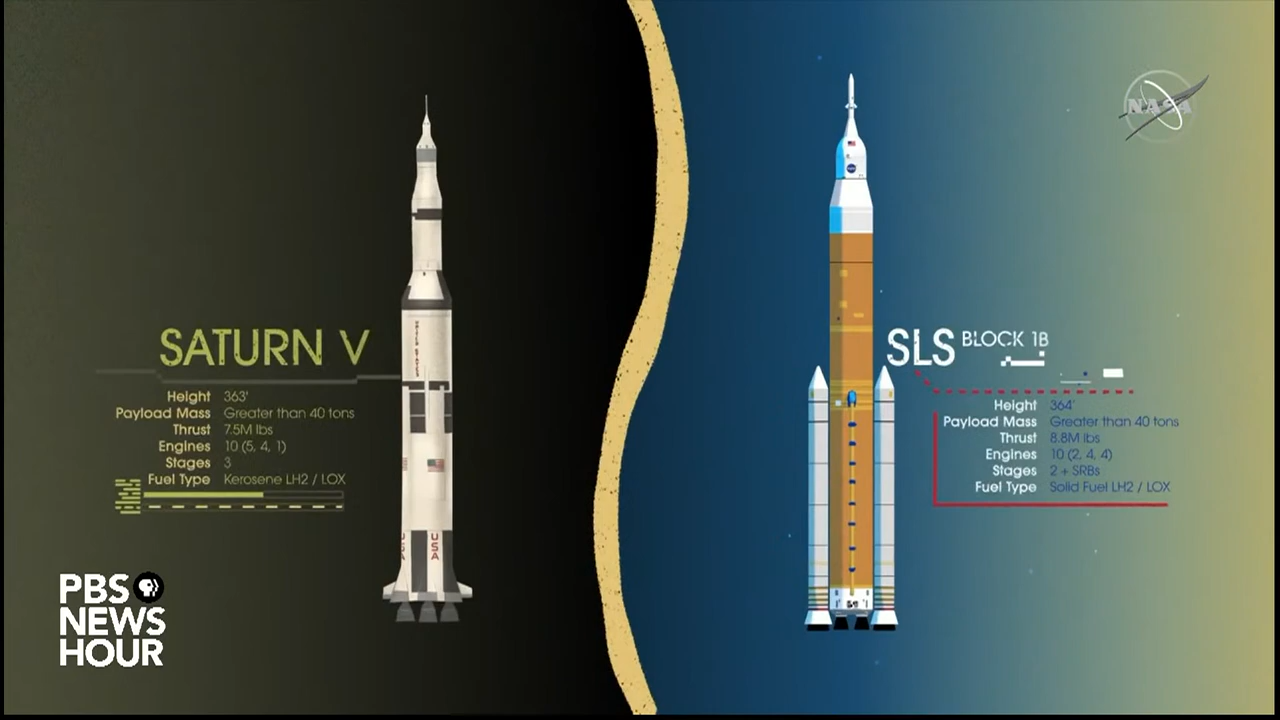 NASA
SATURN V
Height 363'
Payload Mass Greater than 40 tons
Thrust 7.5M lbs
Engines 10 (5, 4, 1)
Stages 3
Fuel Type Kerosene LH2 / LOX
SLS BLOCK 1B
Height 364'
Payload Mass Greater than 40 tons
Thrust 8.8M lbs
Engines 10 (2, 4, 4)
Stages 2 + SRBs
Fuel Type Solid Fuel LH2 / LOX
UNITED STATES
USA
USA
PBS
NEWS
HOUR